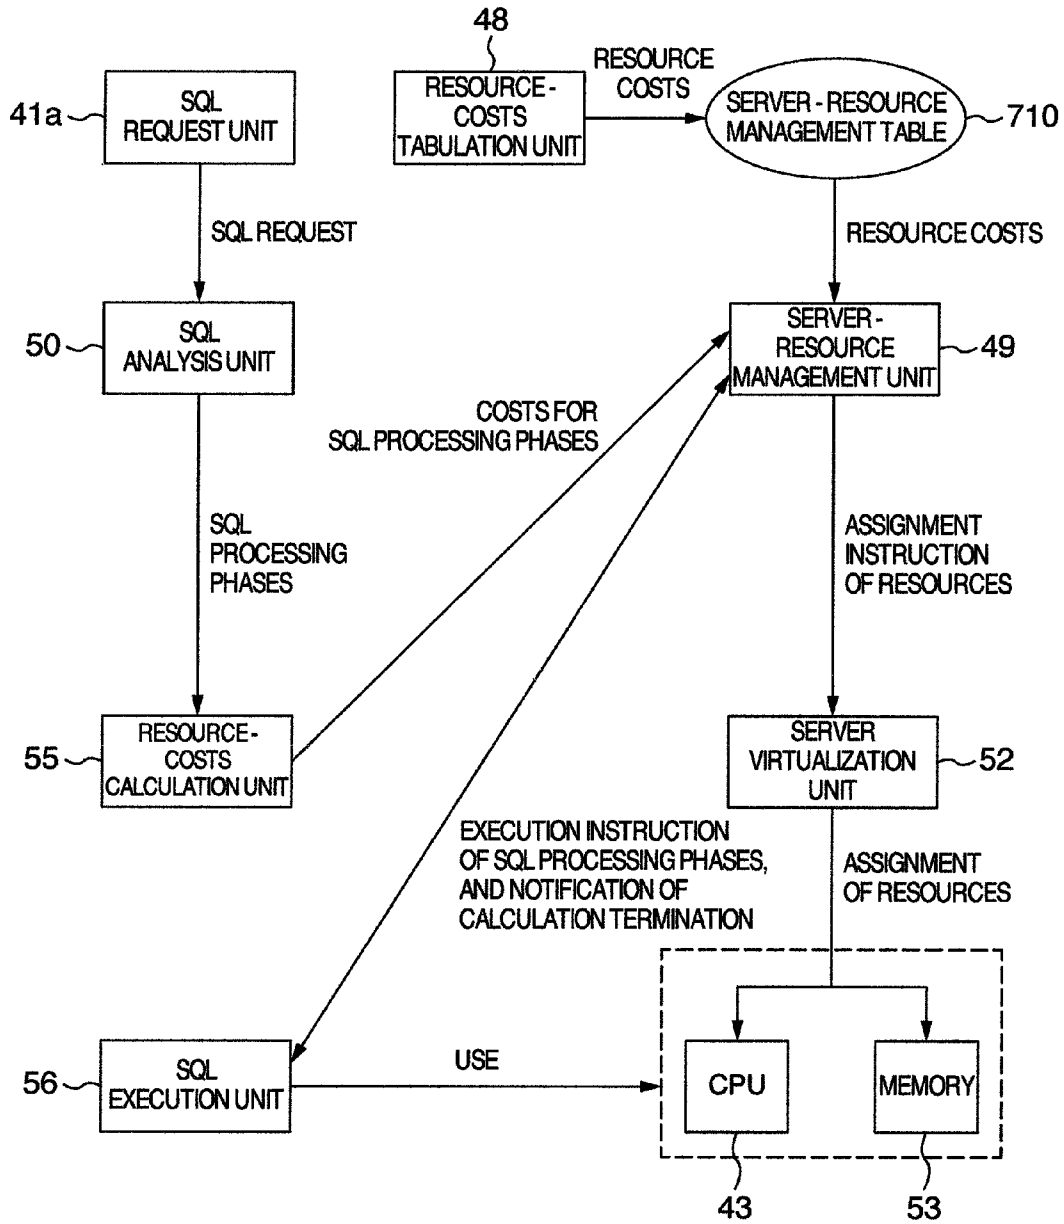 48
41a
SQL
REQUEST UNIT
RESOURCE-
COSTS
TABULATION UNIT
RESOURCE
COSTS
SERVER-RESOURCE
MANAGEMENT TABLE
710
SQL REQUEST
RESOURCE COSTS
50
SQL
ANALYSIS UNIT
SERVER-
RESOURCE
MANAGEMENT UNIT
49
COSTS FOR
SQL PROCESSING PHASES
SQL
PROCESSING
PHASES
ASSIGNMENT
INSTRUCTION
OF RESOURCES
55
RESOURCE-
COSTS
CALCULATION UNIT
SERVER
VIRTUALIZATION
UNIT
52
EXECUTION INSTRUCTION
OF SQL PROCESSING PHASES,
AND NOTIFICATION OF
CALCULATION TERMINATION
ASSIGNMENT
OF RESOURCES
56
SQL
EXECUTION UNIT
USE
CPU
MEMORY
43
53